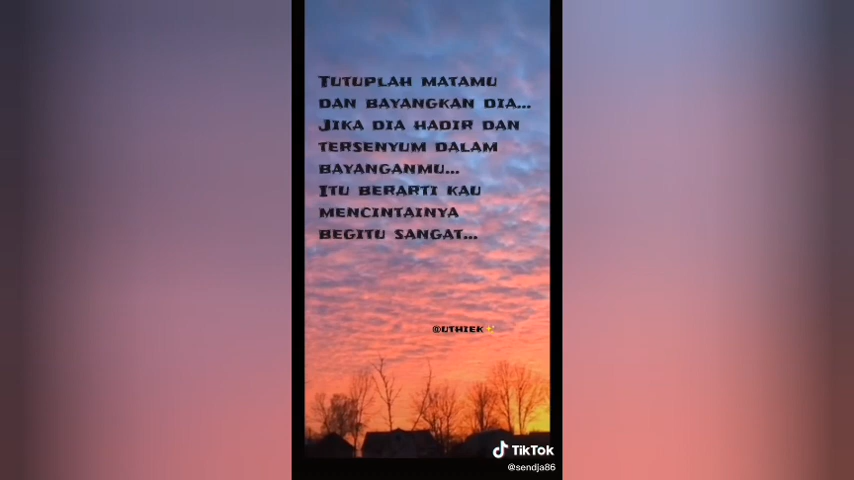 Tutuplah matamu
dan bayangkan dia...
Jika dia hadir dan
tersenyum dalam
bayanganmu...
Itu berarti kau
mencintainya
begitu sangat...
@uthiek
TikTok
@sendja86